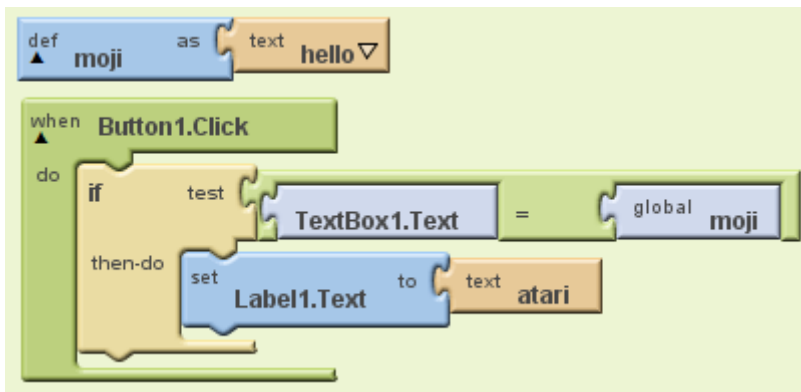 def moji as text hello
when Button1.Click
do if test TextBox1.Text = global moji
then-do set Label1.Text to text atari